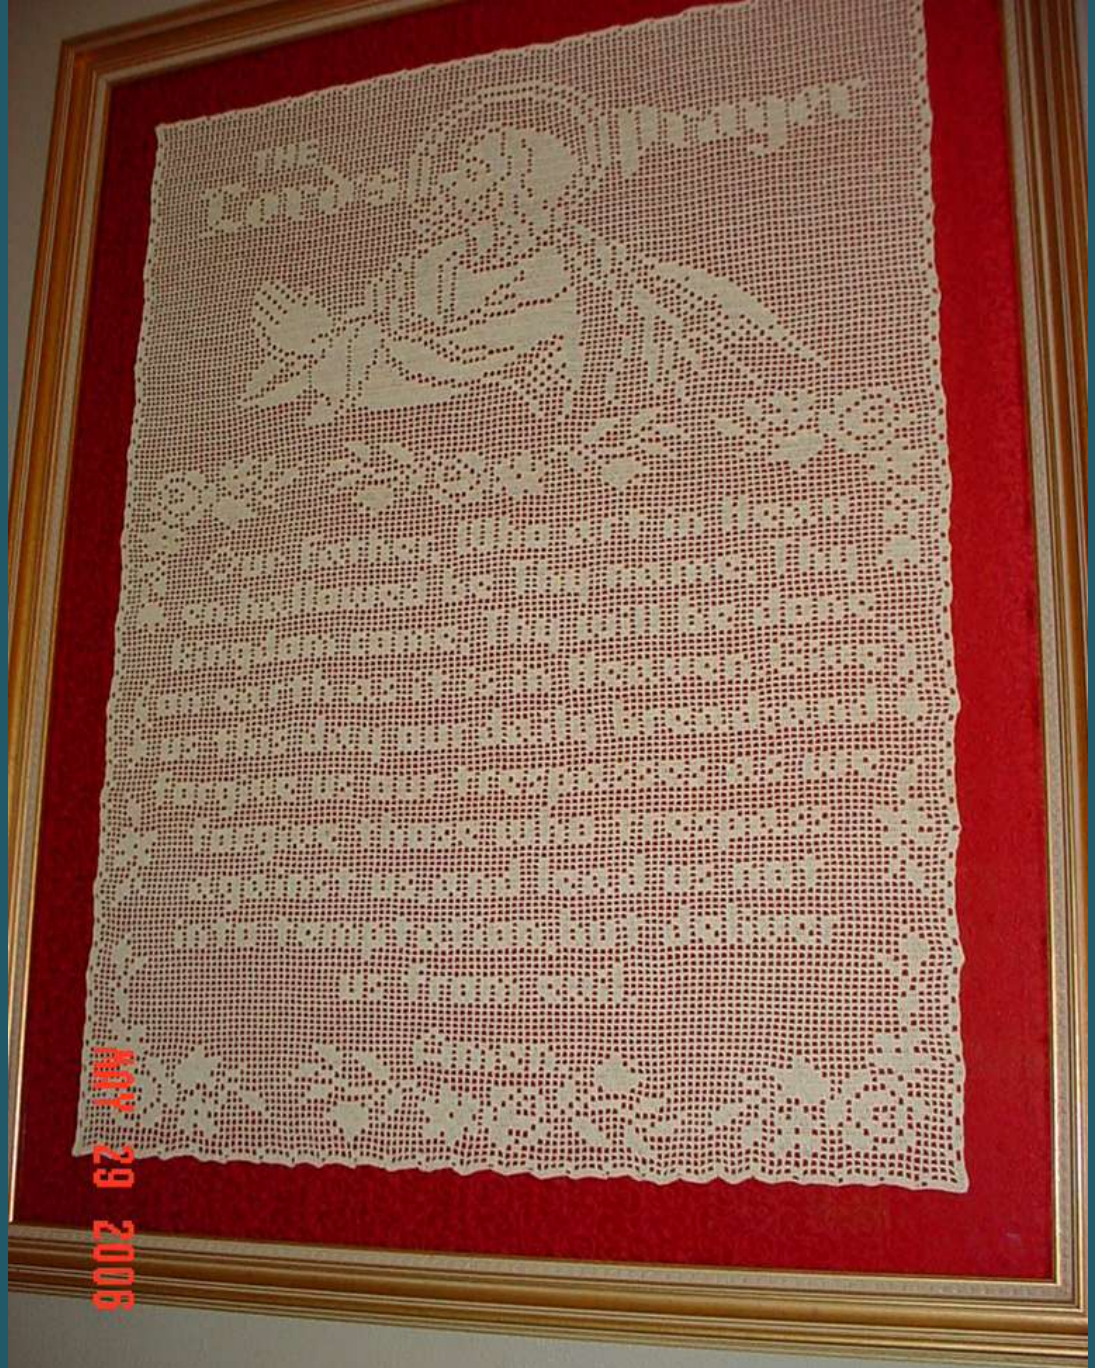 THE
Lords Prayer
Our Father Who art in Heav
en hallowed be Thy name; Thy
kingdom come; Thy will be done
on earth as it is in Heaven. Give
us this day our daily bread and
forgive us our trespasses as we
forgive those who trespass
against us and lead us not
into temptation but deliver
us from evil.
Amen.
MAY 29 2006